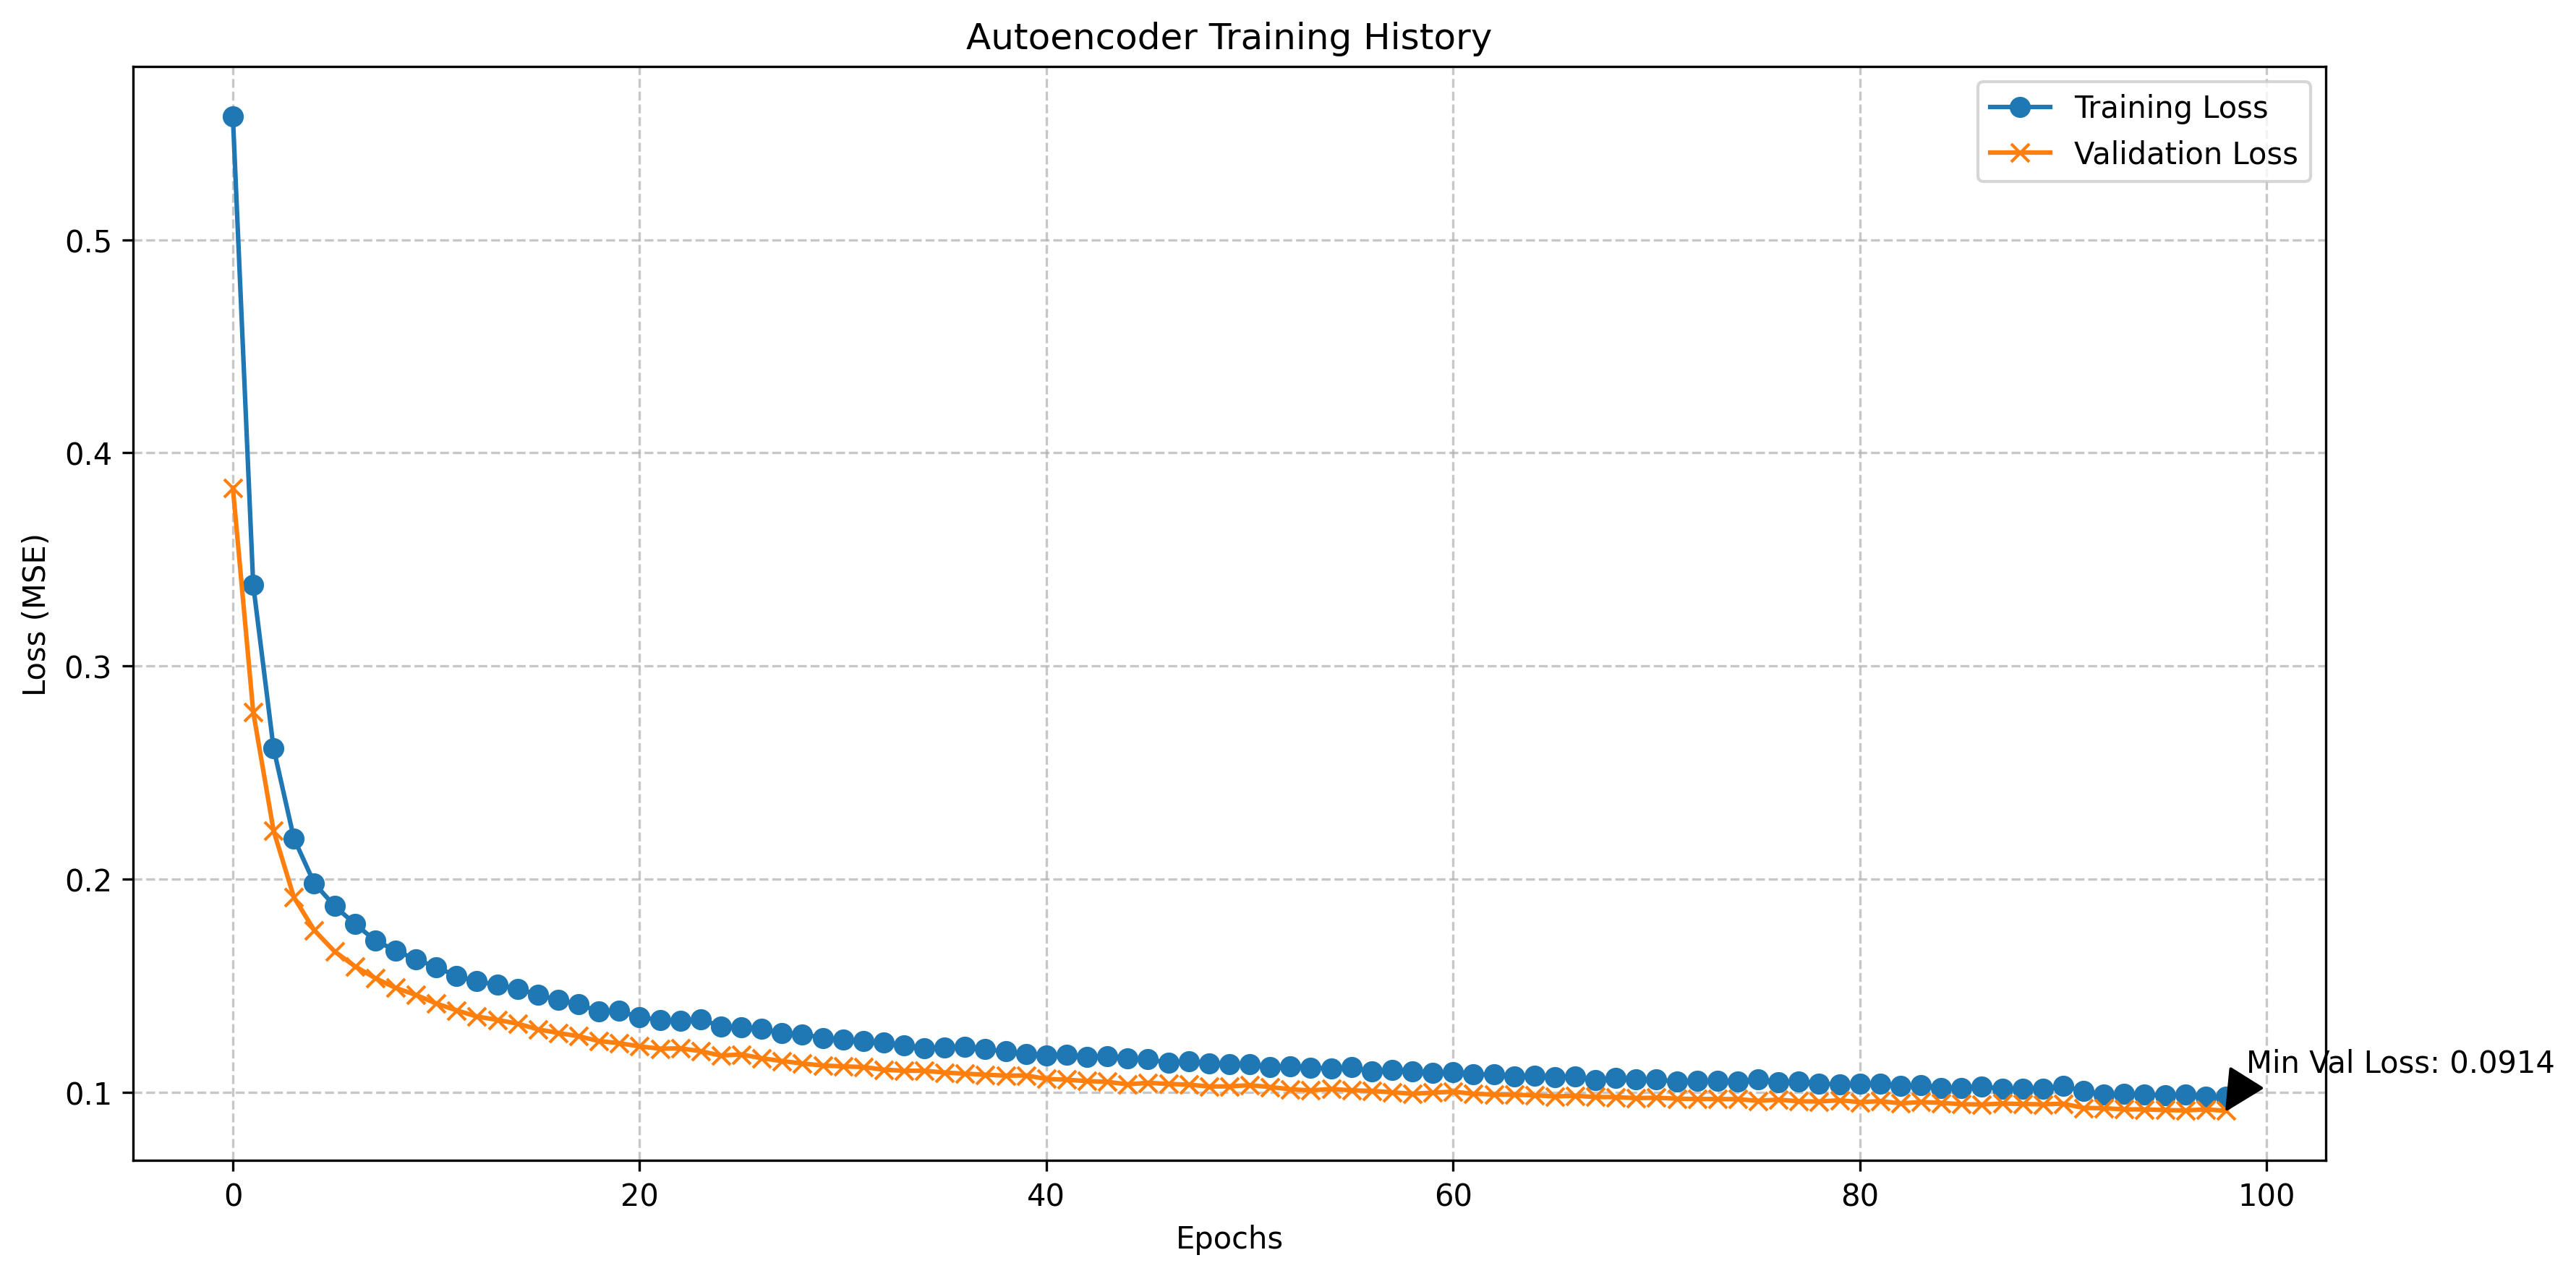 Autoencoder Training History
Training Loss
Validation Loss
0.5
0.4
0.3
0.2
0.1
Loss (MSE)
Min Val Loss: 0.0914
0 20 40 60 80 100
Epochs